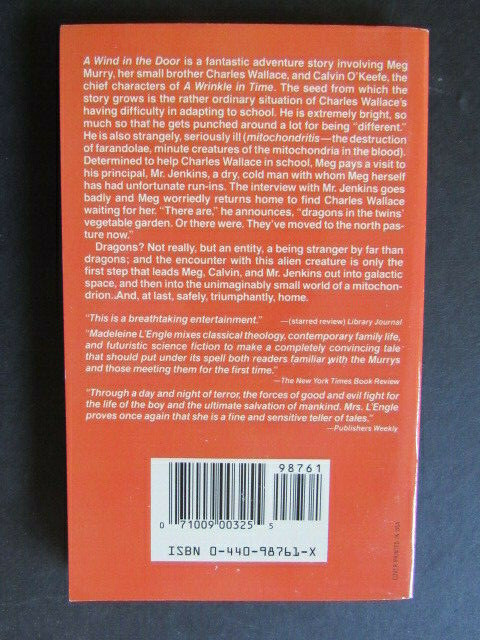 A Wind in the Door is a fantastic adventure story involving Meg
Murry, her small brother Charles Wallace, and Calvin O'Keefe, the
chief characters of A Wrinkle in Time. The seed from which the
story grows is the rather ordinary situation of Charles Wallace's
having difficulty in adapting to school. He is extremely bright, so
much so that he gets punched around a lot for being "different."
He is also strangely, seriously ill (mitochondritis—the destruction
of farandolae, minute creatures of the mitochondria in the blood).
Determined to help Charles Wallace in school, Meg pays a visit to
his principal, Mr. Jenkins, a dry, cold man with whom Meg herself
has had unfortunate run-ins. The interview with Mr. Jenkins goes
badly and Meg worriedly returns home to find Charles Wallace
waiting for her. "There are," he announces, "dragons in the twins'
vegetable garden. Or there were. They've moved to the north pas-
ture now."
Dragons? Not really, but an entity, a being stranger by far than
dragons; and the encounter with this alien creature is only the
first step that leads Meg, Calvin, and Mr. Jenkins out into galactic
space, and then into the unimaginably small world of a mitochon-
drion. And, at last, safely, triumphantly, home.
"This is a breathtaking entertainment." —(starred review) Library Journal
"Madeleine L'Engle mixes classical theology, contemporary family life,
and futuristic science fiction to make a completely convincing tale
that should put under its spell both readers familiar with the Murrys
and those meeting them for the first time."
—The New York Times Book Review
"Through a day and night of terror, the forces of good and evil fight for
the life of the boy and the ultimate salvation of mankind. Mrs. L'Engle
proves once again that she is a fine and sensitive teller of tales."
—Publishers Weekly
98761
0 71009 00325 5
ISBN 0-440-98761-X
COVER PRINTED IN USA